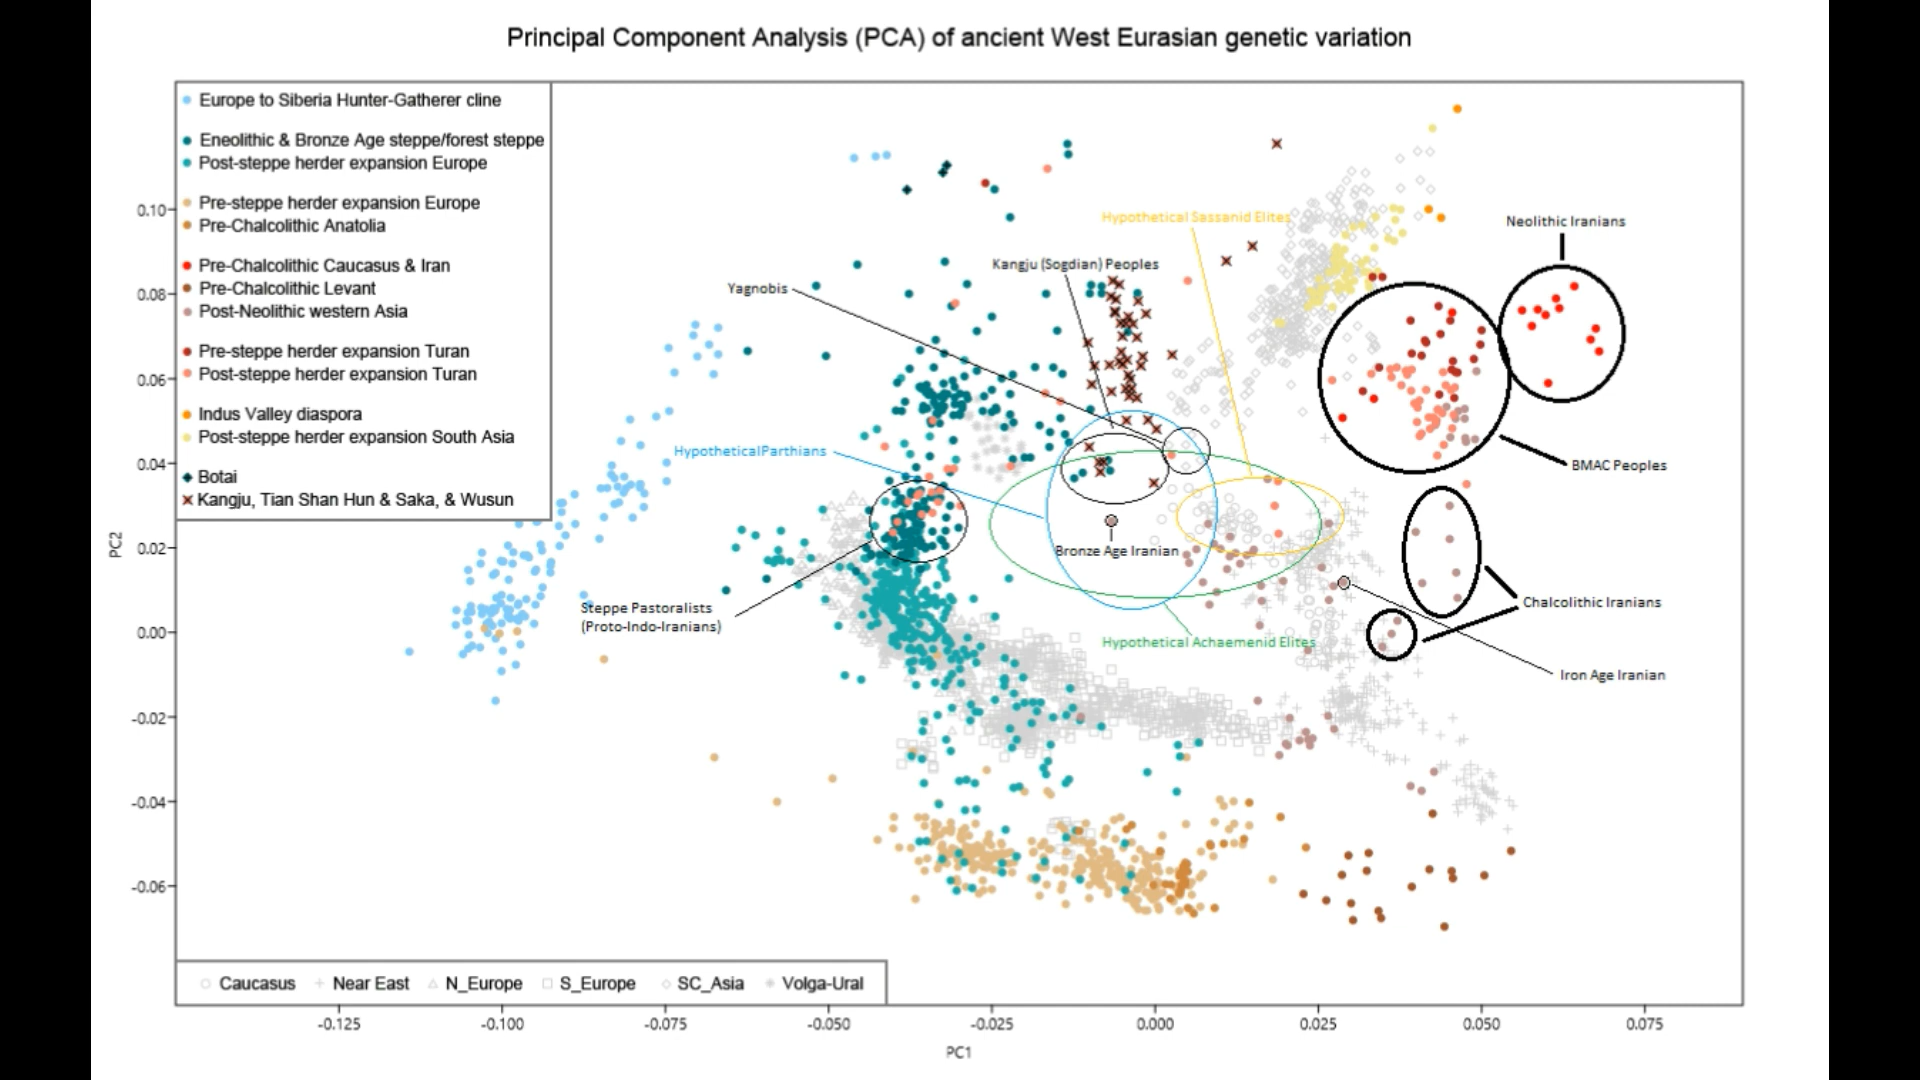 Principal Component Analysis (PCA) of ancient West Eurasian genetic variation
Europe to Siberia Hunter-Gatherer cline
Eneolithic & Bronze Age steppe/forest steppe
Post-steppe herder expansion Europe
Pre-steppe herder expansion Europe
Pre-Chalcolithic Anatolia
Pre-Chalcolithic Caucasus & Iran
Pre-Chalcolithic Levant
Post-Neolithic western Asia
Pre-steppe herder expansion Turan
Post-steppe herder expansion Turan
Indus Valley diaspora
Post-steppe herder expansion South Asia
Botai
Kangju, Tian Shan Hun & Saka, & Wusun
Hypothetical Sassanid Elites
Neolithic Iranians
Kangju (Sogdian) Peoples
Yagnobis
HypotheticalParthians
BMAC Peoples
Bronze Age Iranian
Steppe Pastoralists
(Proto-Indo-Iranians)
Chalcolithic Iranians
Hypothetical Achaemenid Elites
Iron Age Iranian
0.10
0.08
0.06
0.04
0.02
0.00
-0.02
-0.04
-0.06
PC2
Caucasus Near East N_Europe S_Europe SC_Asia Volga-Ural
-0.125 -0.100 -0.075 -0.050 -0.025 0.000 0.025 0.050 0.075
PC1